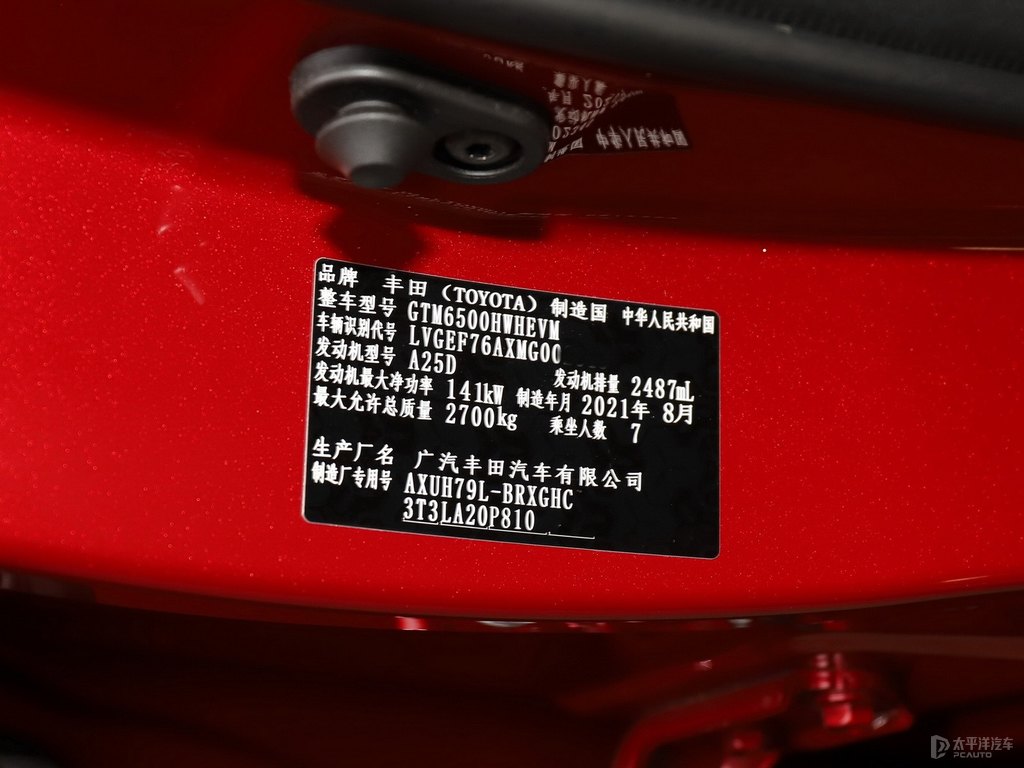 品牌 丰田（TOYOTA）制造国 中华人民共和国
整车型号 GTM6500HWHEVM
车辆识别代号 LVGEF76AXMG00
发动机型号 A25D 发动机排量 2487mL
发动机最大净功率 141kW 制造年月 2021年 8月
最大允许总质量 2700kg 乘坐人数 7
生产厂名 广汽丰田汽车有限公司
制造厂专用号 AXUH79L-BRXGHC
3T3LA20P810
太平洋汽车
PCAUTO